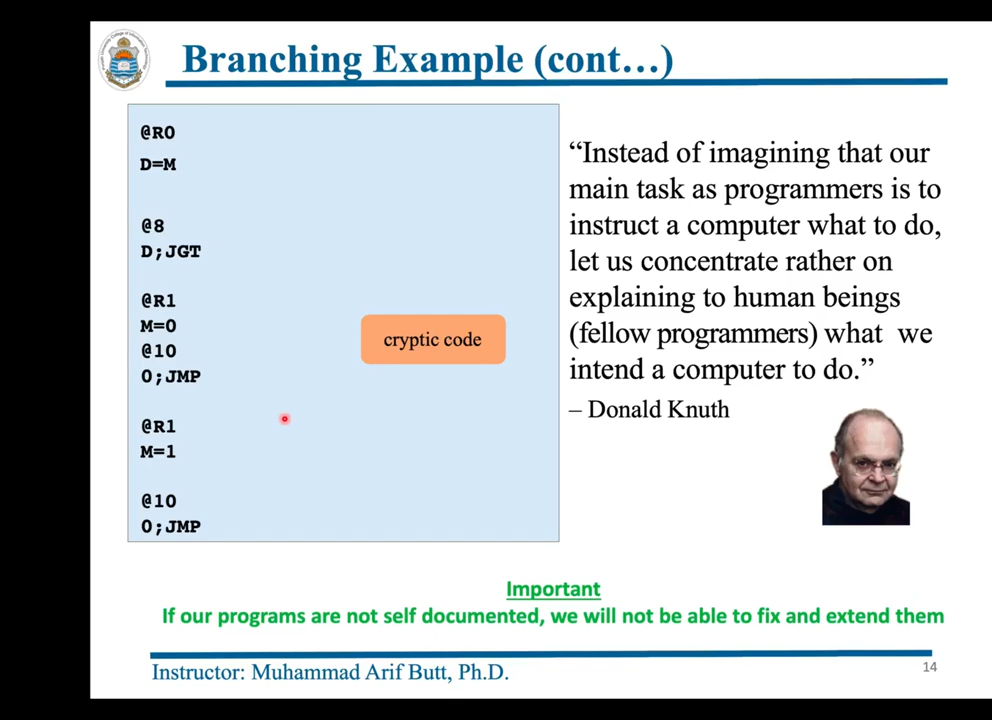 Branching Example (cont…)
@R0
D=M
@8
D;JGT
@R1
M=0
@10
0;JMP
@R1
M=1
@10
0;JMP
cryptic code
“Instead of imagining that our
main task as programmers is to
instruct a computer what to do,
let us concentrate rather on
explaining to human beings
(fellow programmers) what we
intend a computer to do.”
– Donald Knuth
Important
If our programs are not self documented, we will not be able to fix and extend them
Instructor: Muhammad Arif Butt, Ph.D.
14